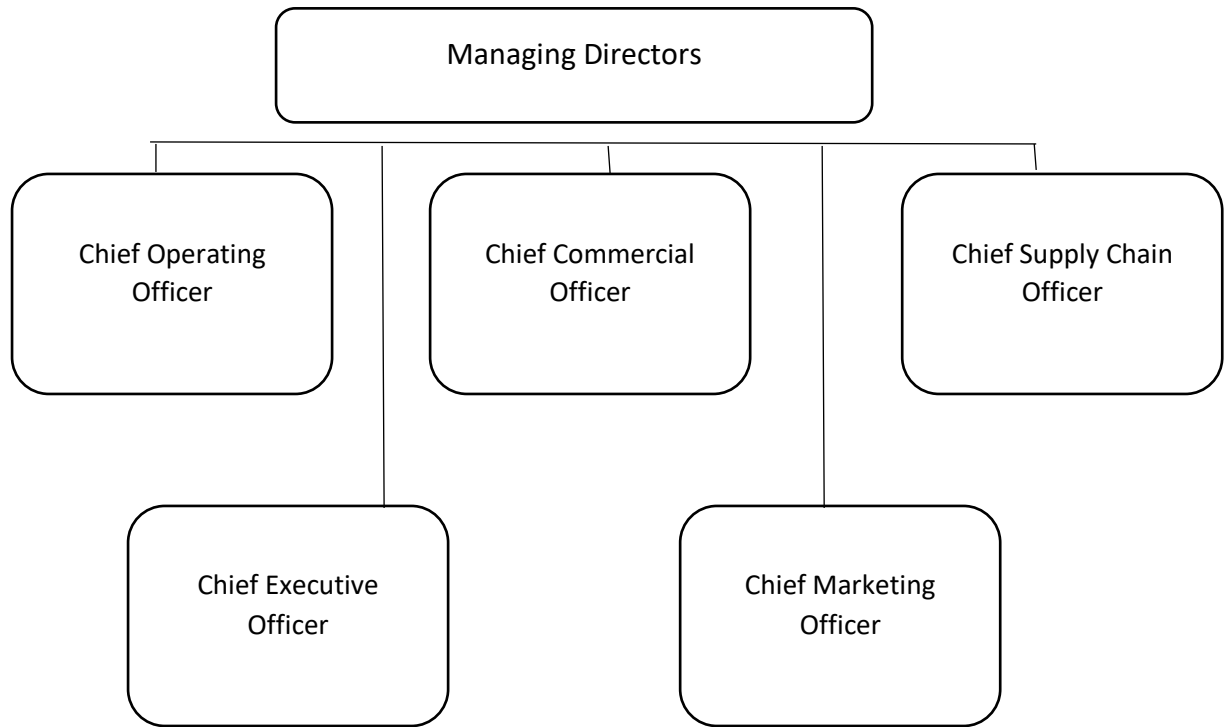 Managing Directors
Chief Operating
Officer
Chief Commercial
Officer
Chief Supply Chain
Officer
Chief Executive
Officer
Chief Marketing
Officer